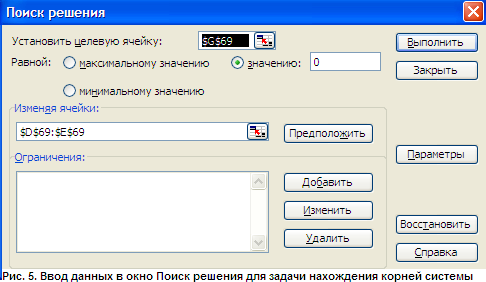 Поиск решения
Установить целевую ячейку: $G$69 Выполнить
Равной: максимальному значению значению: 0 Закрыть
минимальному значению
Изменяя ячейки:
$D$69:$E$69 Предположить
Параметры
Ограничения:
Добавить
Изменить
Восстановить
Удалить
Справка
Рис. 5. Ввод данных в окно Поиск решения для задачи нахождения корней системы